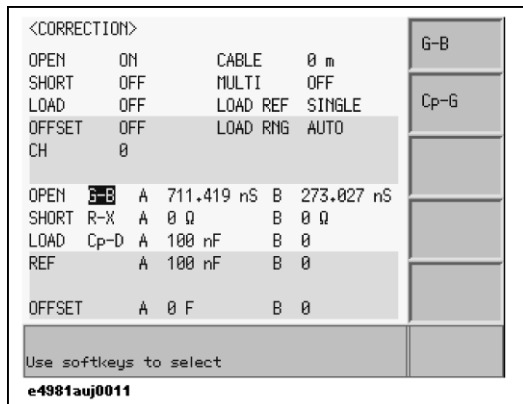 <CORRECTION>
OPEN ON CABLE 0 m
SHORT OFF MULTI OFF
LOAD OFF LOAD REF SINGLE
OFFSET OFF LOAD RNG AUTO
CH 0
OPEN G-B A 711.419 nS B 273.027 nS
SHORT R-X A 0 Ω B 0 Ω
LOAD Cp-D A 100 nF B 0
REF A 100 nF B 0
OFFSET A 0 F B 0
Use softkeys to select
G-B
Cp-G
e4981auj0011